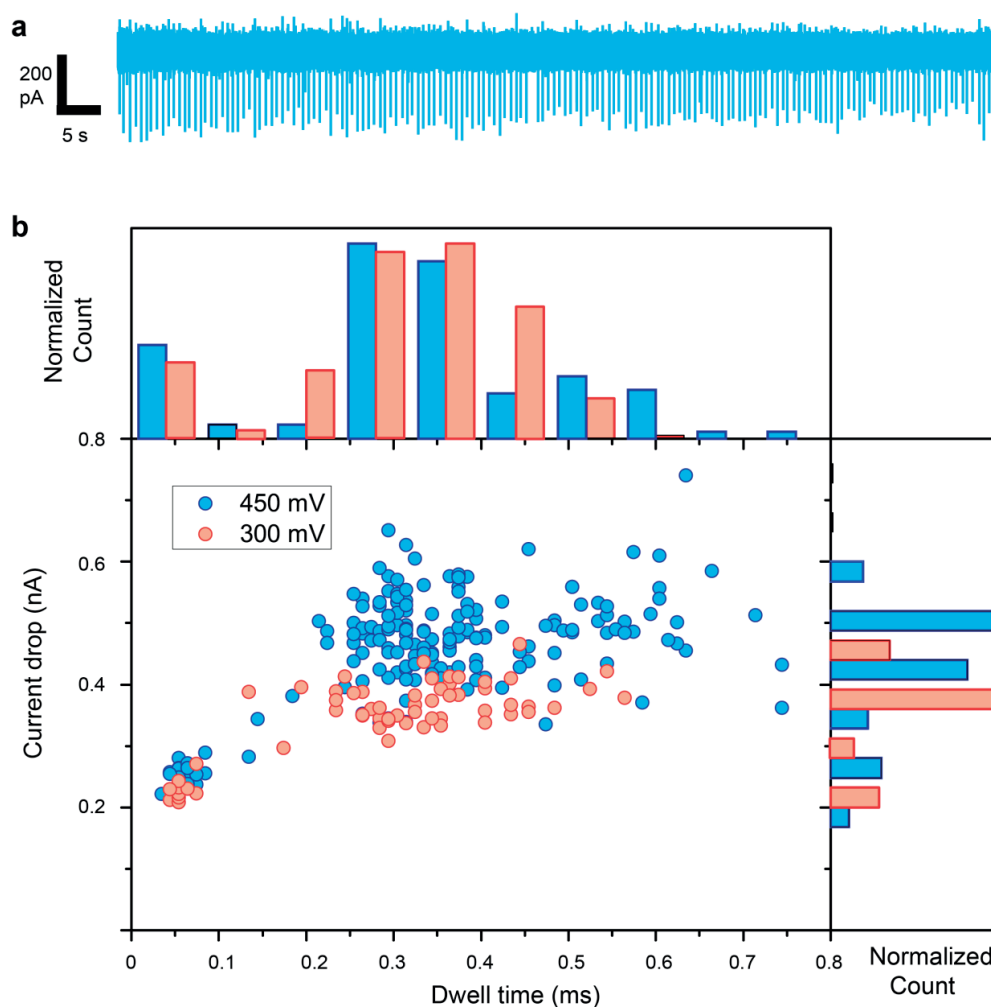 a
200
pA
5 s
b
Normalized
Count
0.8
450 mV
300 mV
0.6
0.4
0.2
Current drop (nA)
0
0.1
0.2
0.3
0.4
0.5
0.6
0.7
0.8
Dwell time (ms)
Normalized
Count